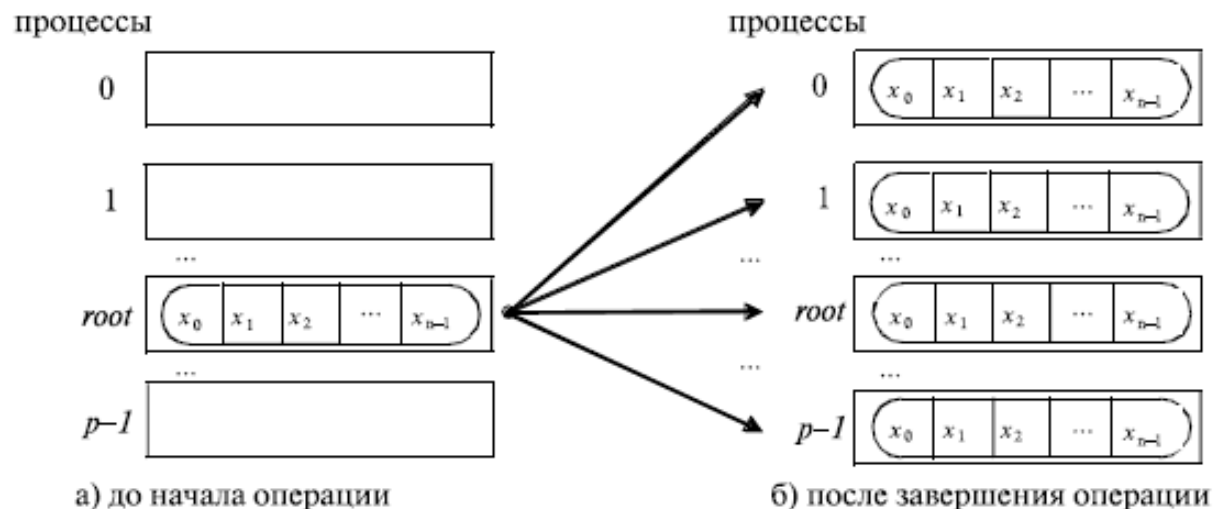 процессы процессы
0 0 x0 x1 x2 ... xn-1
1 1 x0 x1 x2 ... xn-1
... ... ...
root x0 x1 x2 ... xn-1 root x0 x1 x2 ... xn-1
... ... ...
p-1 p-1 x0 x1 x2 ... xn-1
а) до начала операции б) после завершения операции